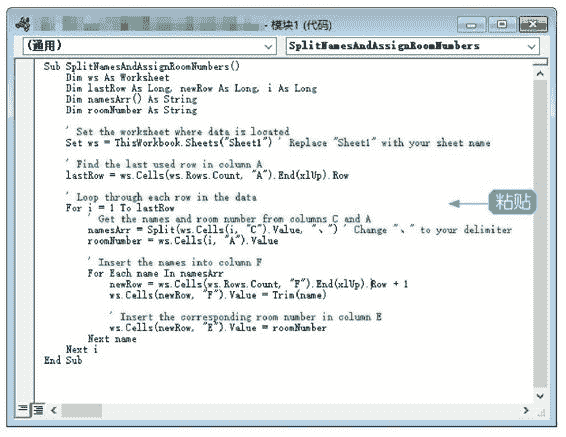 - 模块1 (代码)
(通用) SplitNamesAndAssignRoomNumbers
Sub SplitNamesAndAssignRoomNumbers()
Dim ws As Worksheet
Dim lastRow As Long, newRow As Long, i As Long
Dim namesArr() As String
Dim roomNumber As String
' Set the worksheet where data is located
Set ws = ThisWorkbook.Sheets("Sheet1") ' Replace "Sheet1" with your sheet name
' Find the last used row in column A
lastRow = ws.Cells(ws.Rows.Count, "A").End(xlUp).Row
' Loop through each row in the data
For i = 1 To lastRow
' Get the names and room number from columns C and A
namesArr = Split(ws.Cells(i, "C").Value, "、") ' Change "、" to your delimiter
roomNumber = ws.Cells(i, "A").Value
' Insert the names into column F
For Each name In namesArr
newRow = ws.Cells(ws.Rows.Count, "F").End(xlUp).Row + 1
ws.Cells(newRow, "F").Value = Trim(name)
' Insert the corresponding room number in column E
ws.Cells(newRow, "E").Value = roomNumber
Next name
Next i
End Sub
粘贴